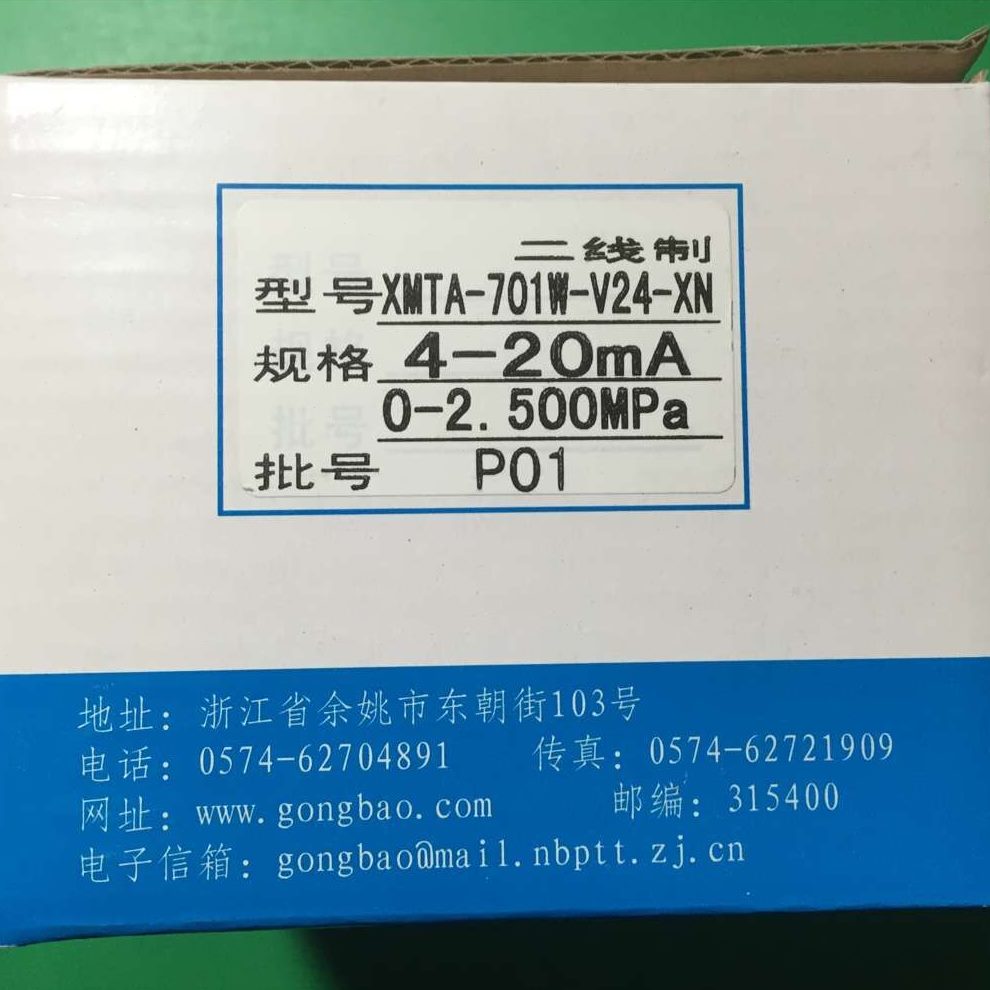 二线制
型号XMTA-701W-V24-XN
规格 4-20mA
0-2.500MPa
批号 P01
地址：浙江省余姚市东朝街103号
电话：0574-62704891 传真：0574-62721909
网址：www.gongbao.com 邮编：315400
电子信箱：gongbao@mail.nbptt.zj.cn